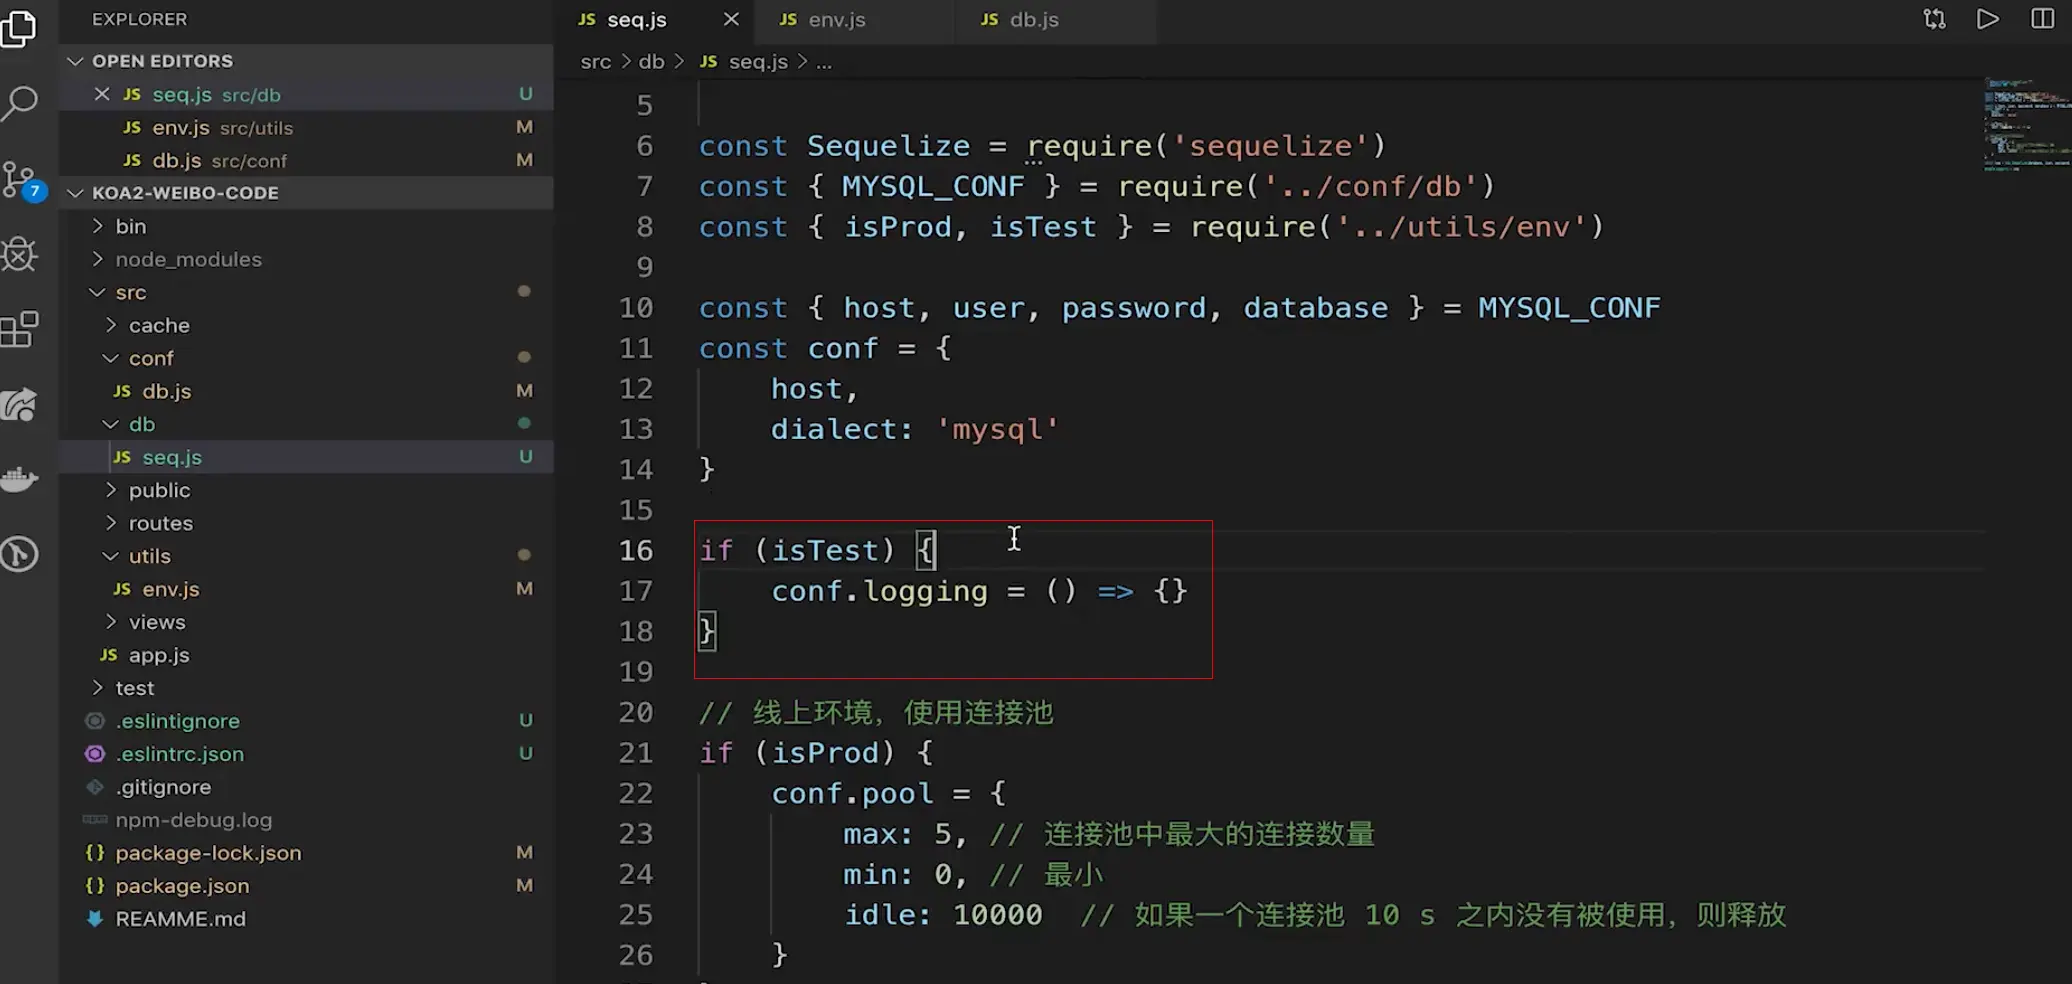 EXPLORER
OPEN EDITORS
JS seq.js src/db U
JS env.js src/utils M
JS db.js src/conf M
7
KOA2-WEIBO-CODE
bin
node_modules
src
cache
conf
JS db.js M
db
JS seq.js U
public
routes
utils
JS env.js M
views
JS app.js
test
.eslintignore U
.eslintrc.json U
.gitignore
npm-debug.log
{} package-lock.json M
{} package.json M
REAMME.md
JS seq.js
JS env.js
JS db.js
src > db > JS seq.js > ...
5
6 const Sequelize = require('sequelize')
7 const { MYSQL_CONF } = require('../conf/db')
8 const { isProd, isTest } = require('../utils/env')
9
10 const { host, user, password, database } = MYSQL_CONF
11 const conf = {
12 host,
13 dialect: 'mysql'
14 }
15
16 if (isTest) {
17 conf.logging = () => {}
18 }
19
20 // 线上环境，使用连接池
21 if (isProd) {
22 conf.pool = {
23 max: 5, // 连接池中最大的连接数量
24 min: 0, // 最小
25 idle: 10000 // 如果一个连接池 10 s 之内没有被使用，则释放
26 }